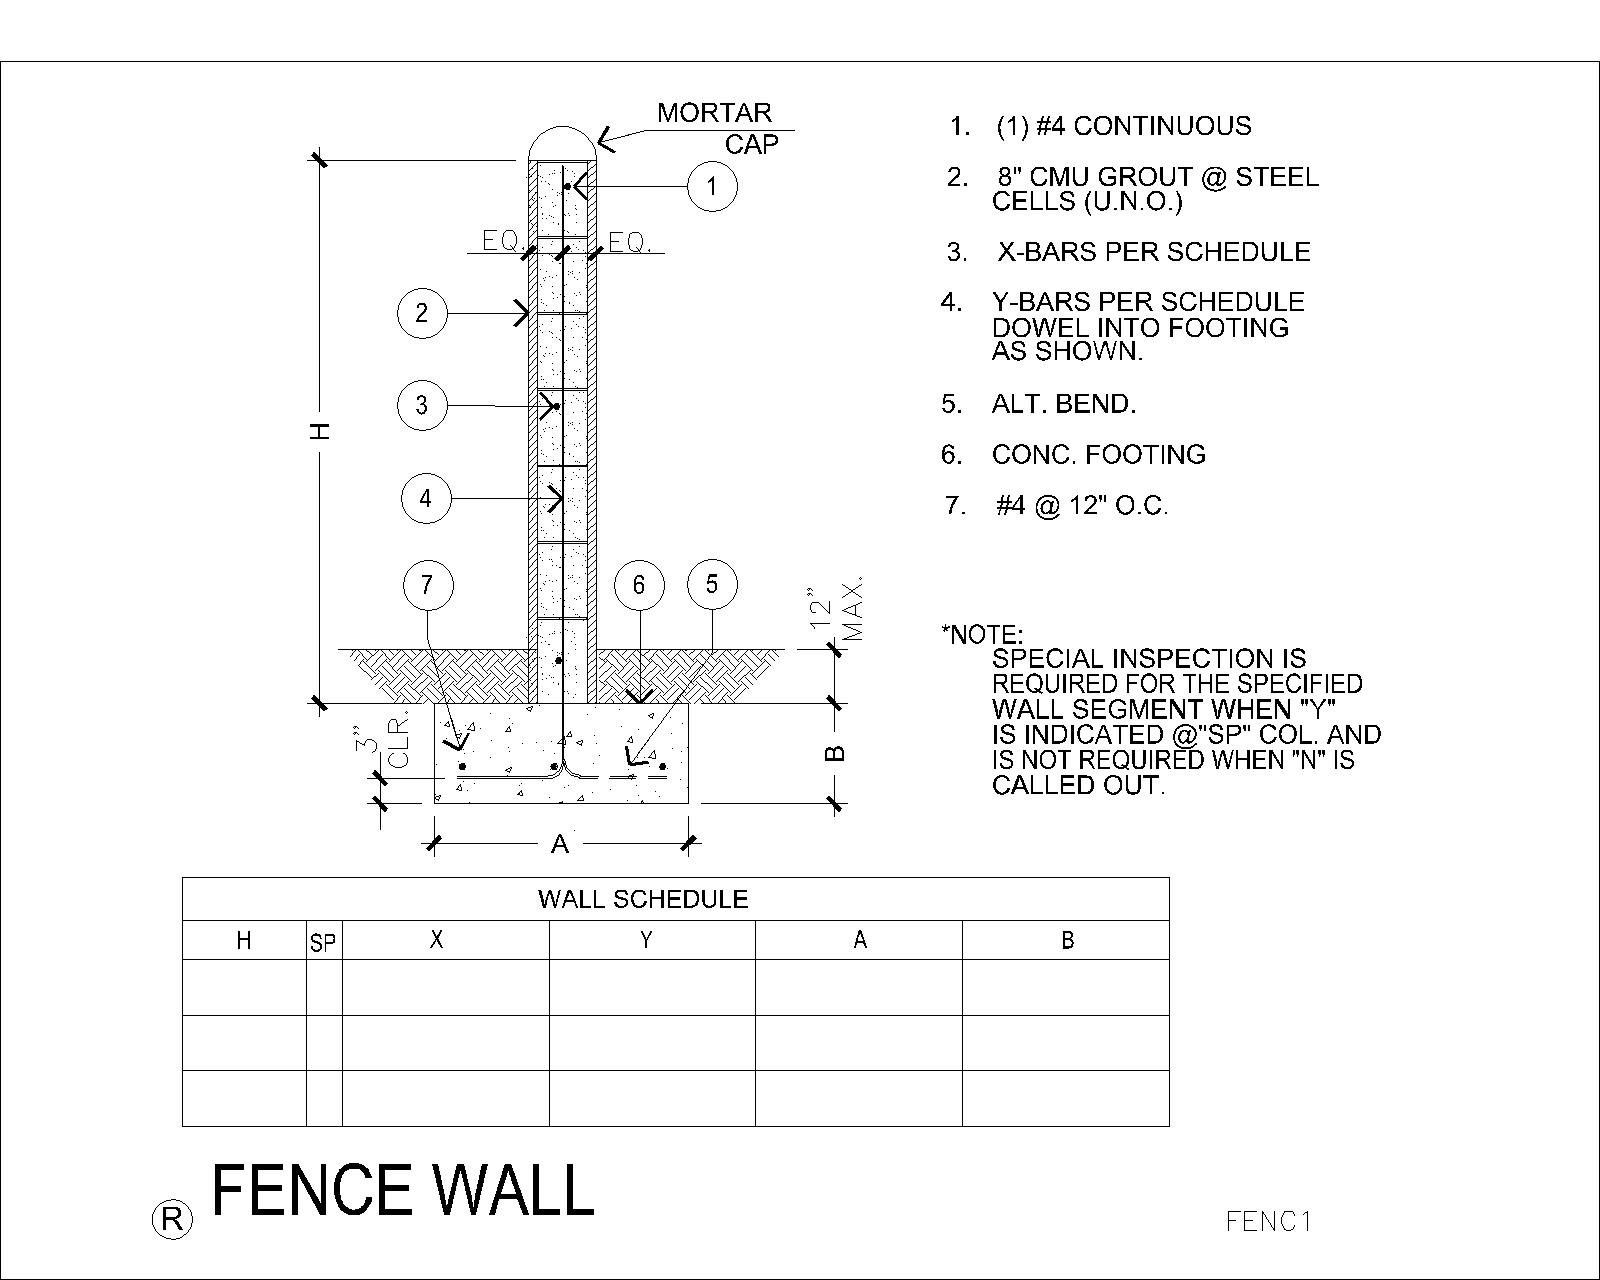 MORTAR
CAP
1
EQ. EQ.
2
3
H
4
7 6 5
12"
MAX.
3"
CLR.
B
A
1. (1) #4 CONTINUOUS
2. 8" CMU GROUT @ STEEL
CELLS (U.N.O.)
3. X-BARS PER SCHEDULE
4. Y-BARS PER SCHEDULE
DOWEL INTO FOOTING
AS SHOWN.
5. ALT. BEND.
6. CONC. FOOTING
7. #4 @ 12" O.C.
*NOTE:
SPECIAL INSPECTION IS
REQUIRED FOR THE SPECIFIED
WALL SEGMENT WHEN "Y"
IS INDICATED @"SP" COL. AND
IS NOT REQUIRED WHEN "N" IS
CALLED OUT.
WALL SCHEDULE
H SP X Y A B
R FENCE WALL
FENC1